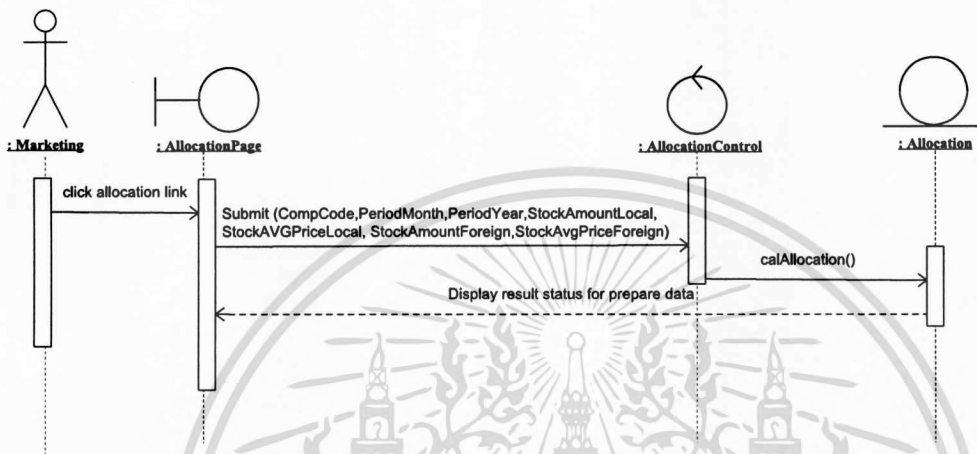 : Marketing
: AllocationPage
: AllocationControl
: Allocation
click allocation link
Submit (CompCode,PeriodMonth,PeriodYear,StockAmountLocal,
StockAVGPriceLocal, StockAmountForeign,StockAvgPriceForeign)
calAllocation()
Display result status for prepare data